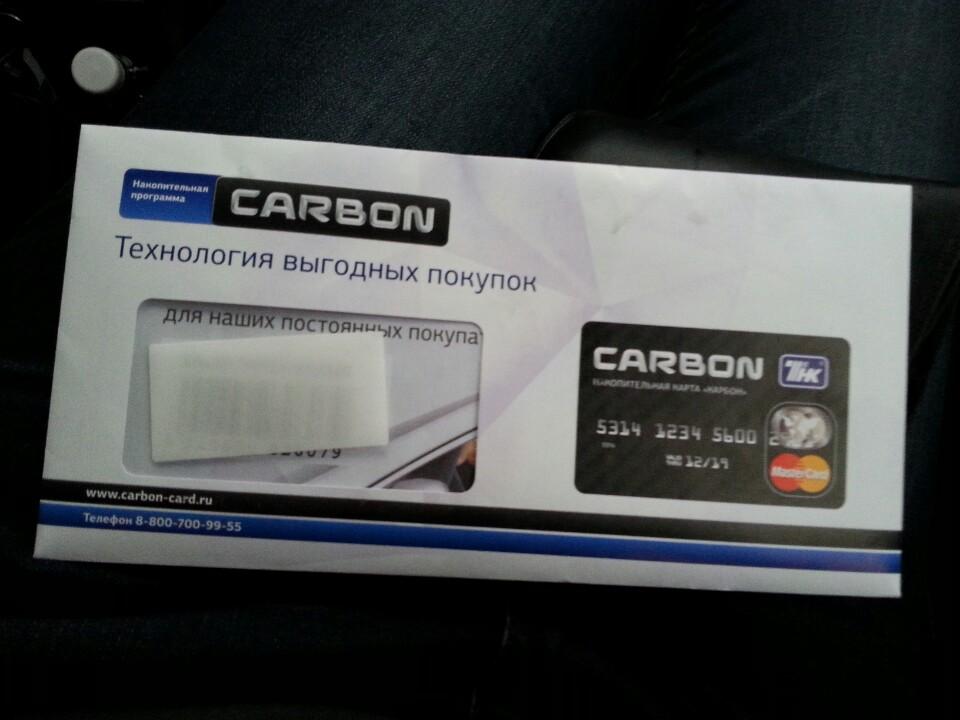 Накопительная
программа
CARBON
Технология выгодных покупок
для наших постоянных покупа
CARBON
ТНК
НАКОПИТЕЛЬНАЯ КАРТА «КАРБОН»
5314 1234 5600
12/19
MasterCard
www.carbon-card.ru
Телефон 8-800-700-99-55